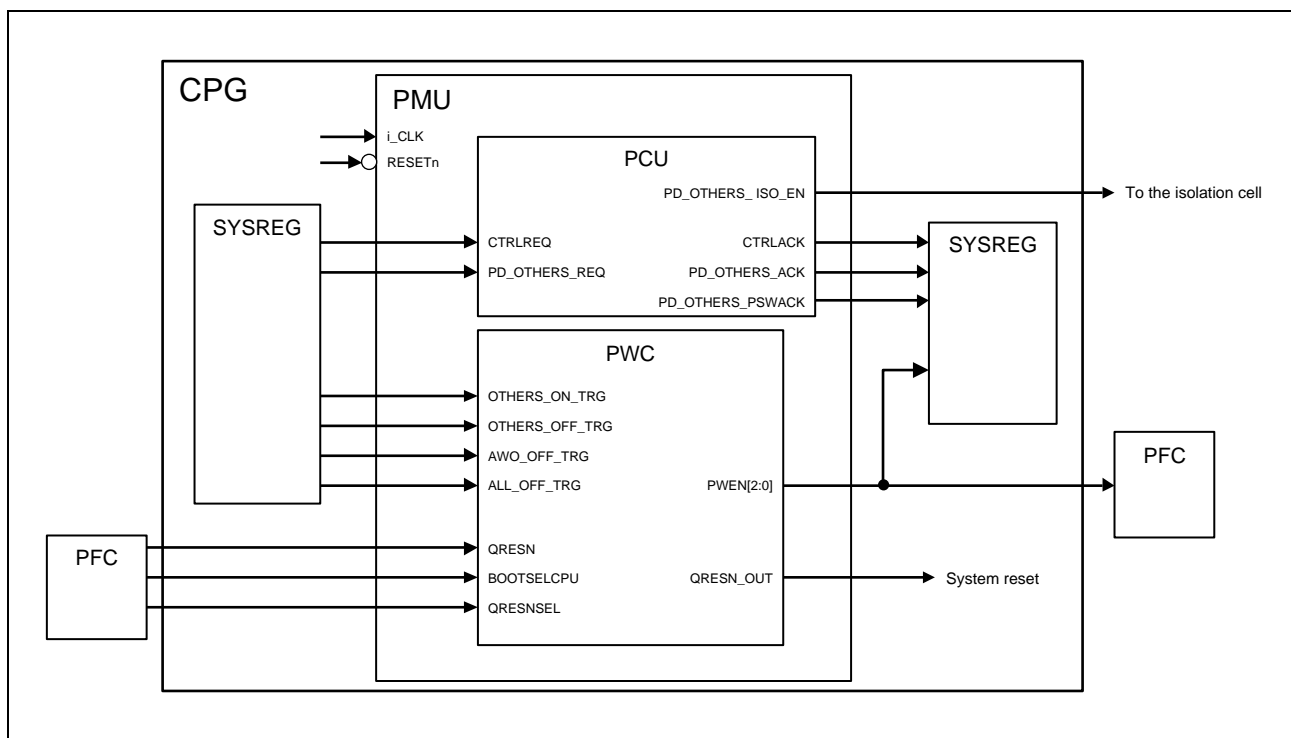 CPG
PMU
i_CLK
RESETn
PCU
PD_OTHERS_ ISO_EN
To the isolation cell
SYSREG
CTRLREQ
CTRLACK
SYSREG
PD_OTHERS_REQ
PD_OTHERS_ACK
PD_OTHERS_PSWACK
PWC
OTHERS_ON_TRG
OTHERS_OFF_TRG
AWO_OFF_TRG
ALL_OFF_TRG
PWEN[2:0]
PFC
PFC
QRESN
BOOTSELCPU
QRESN_OUT
System reset
QRESNSEL